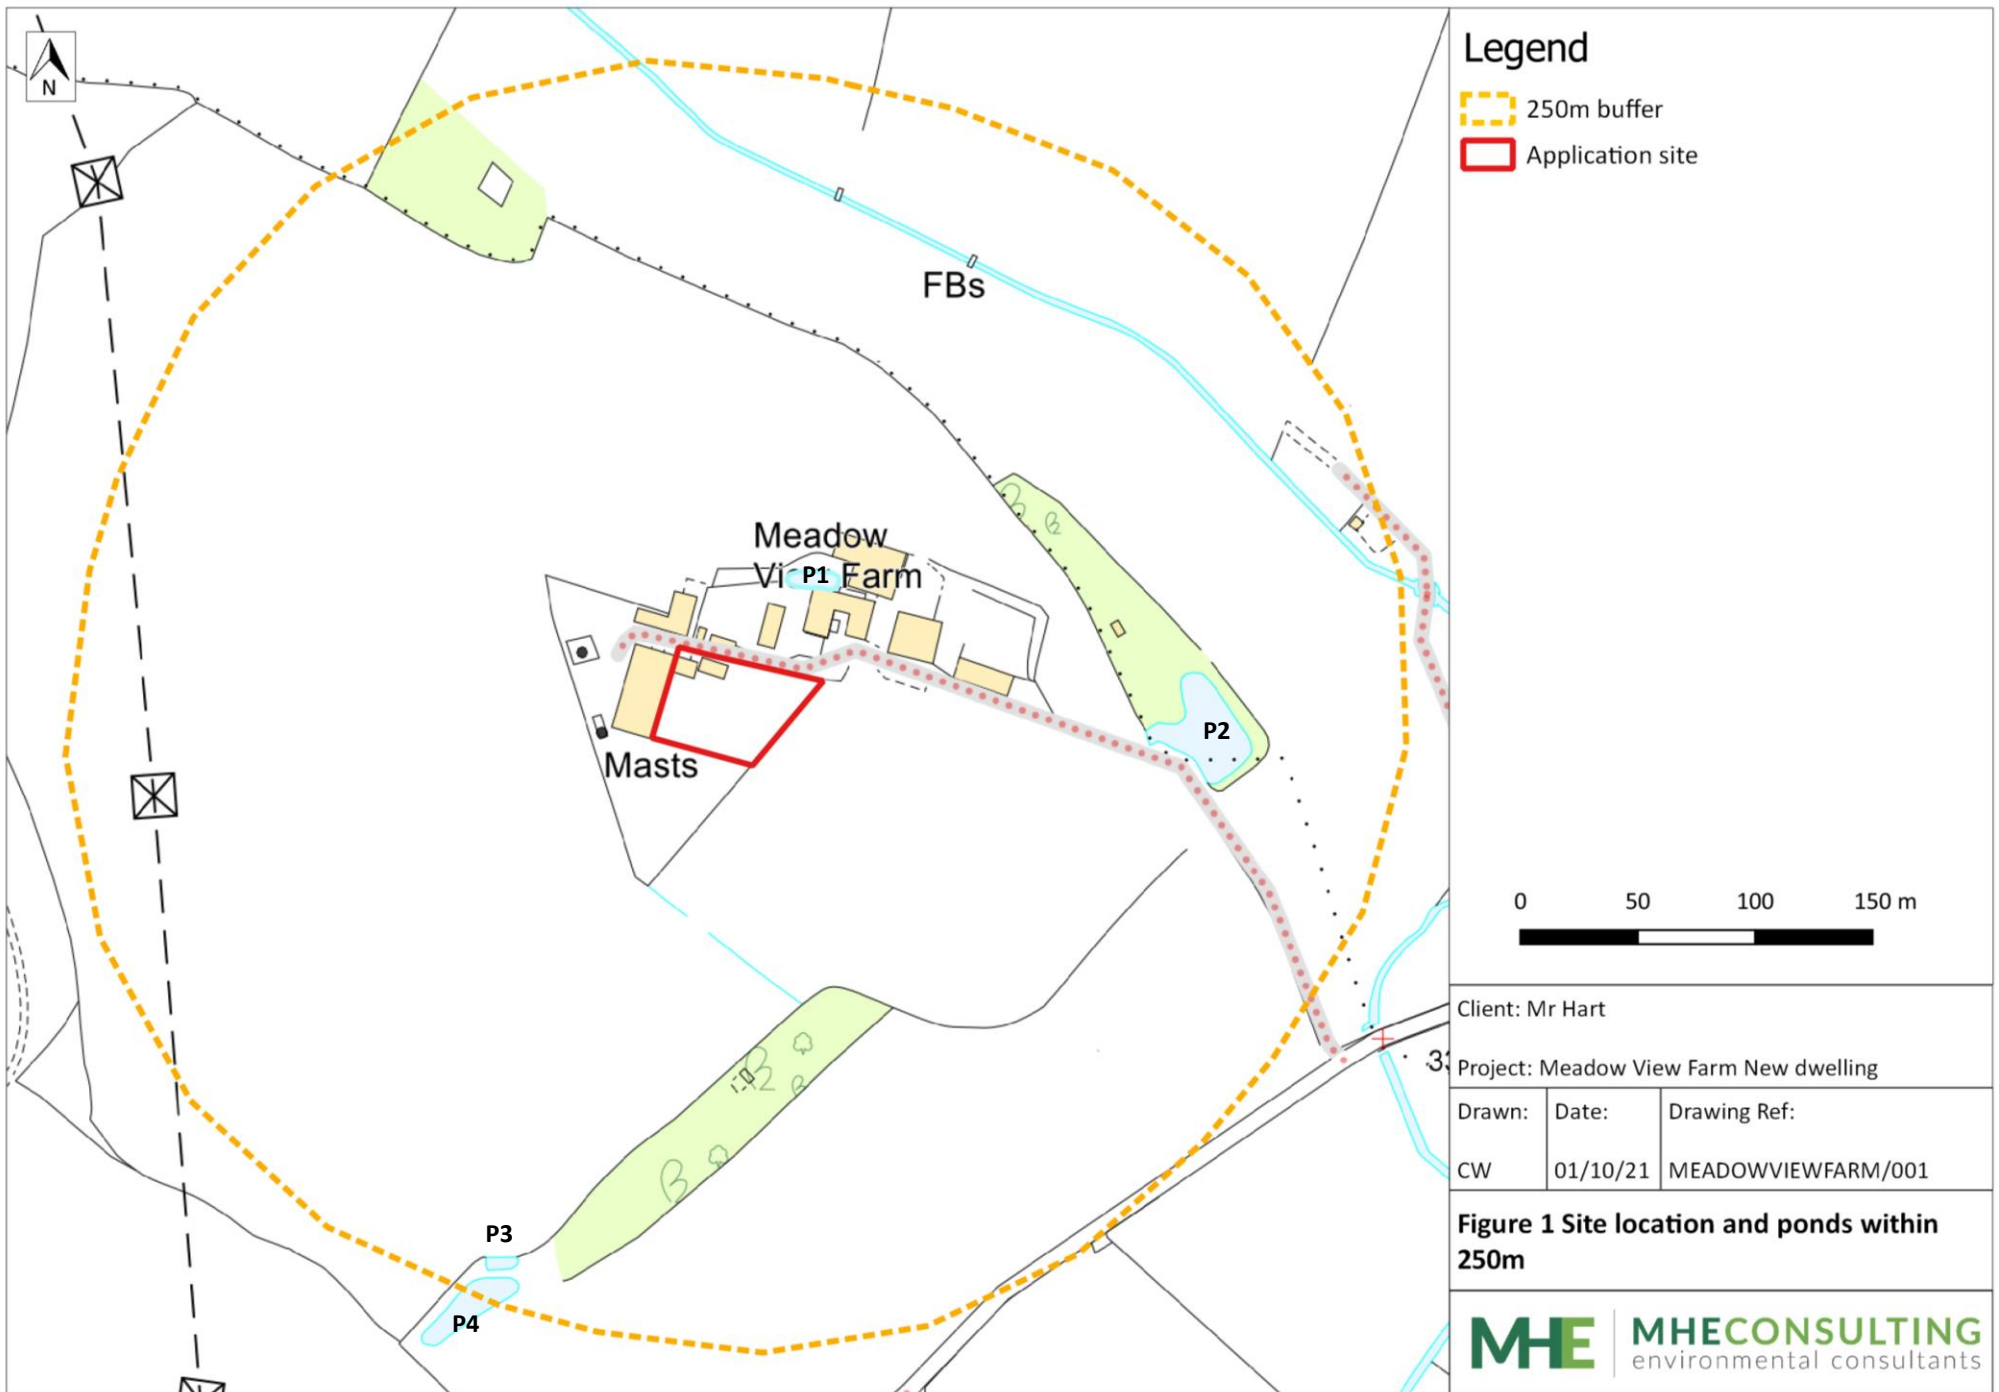 N
FBs
Meadow
Vi
P1
Farm
P2
Masts
P3
P4
Legend
250m buffer
Application site
0 50 100 150 m
Client: Mr Hart
Project: Meadow View Farm New dwelling
Drawn: Date: Drawing Ref:
CW 01/10/21 MEADOWVIEWFARM/001
Figure 1 Site location and ponds within
250m
MHE MHECONSULTING
environmental consultants